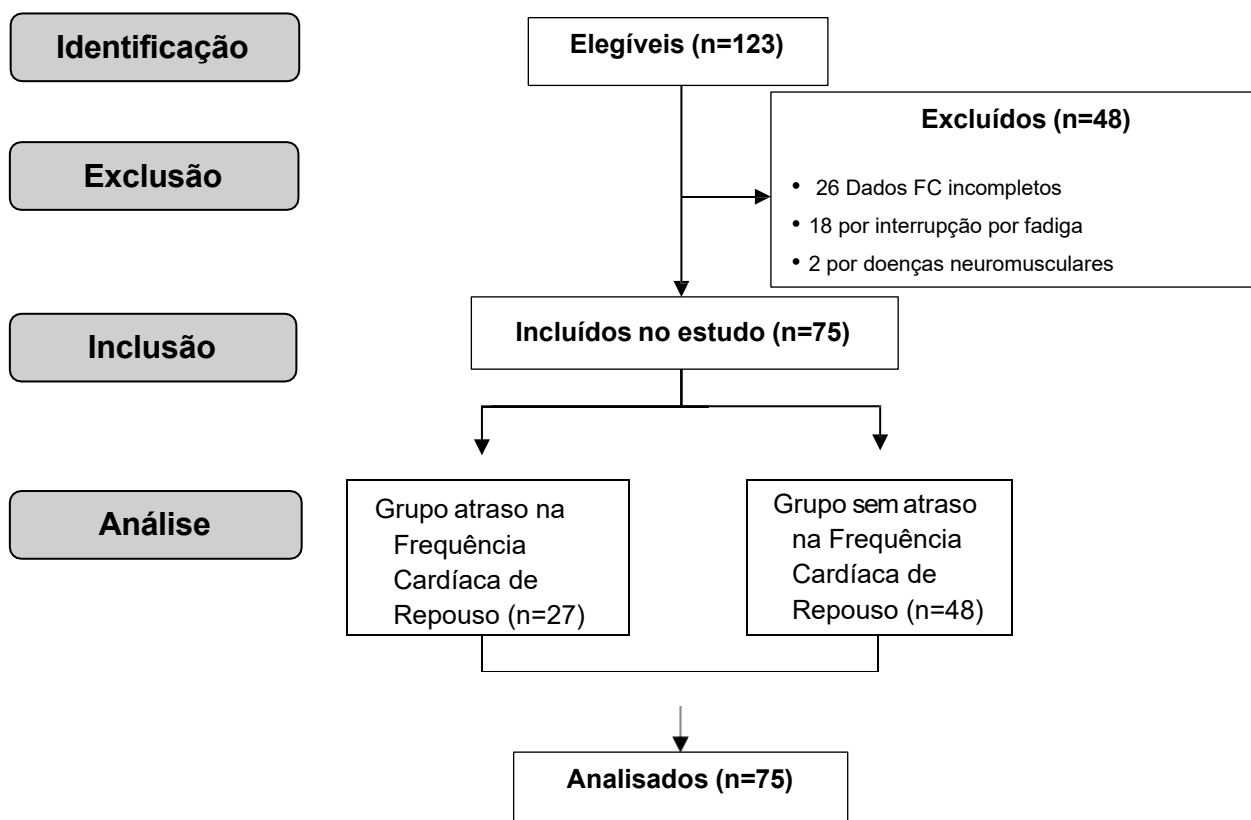 Identificação
Elegíveis (n=123)
Exclusão
Excluídos (n=48)
• 26 Dados FC incompletos
• 18 por interrupção por fadiga
• 2 por doenças neuromusculares
Inclusão
Incluídos no estudo (n=75)
Análise
Grupo atraso na
Frequência
Cardíaca de
Repouso (n=27)
Grupo sem atraso
na Frequência
Cardíaca de
Repouso (n=48)
Analisados (n=75)